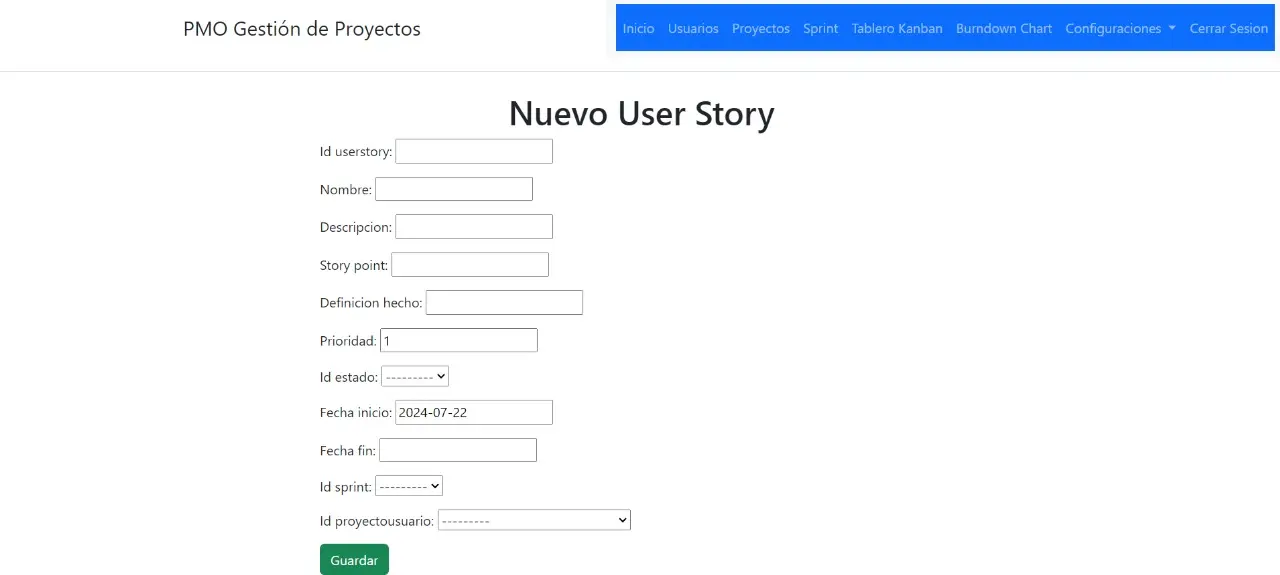 PMO Gestión de Proyectos
Inicio Usuarios Proyectos Sprint Tablero Kanban Burndown Chart Configuraciones Cerrar Sesion
Nuevo User Story
Id userstory:
Nombre:
Descripcion:
Story point:
Definicion hecho:
Prioridad: 1
Id estado: ---------
Fecha inicio: 2024-07-22
Fecha fin:
Id sprint: ---------
Id proyectousuario: ---------
Guardar